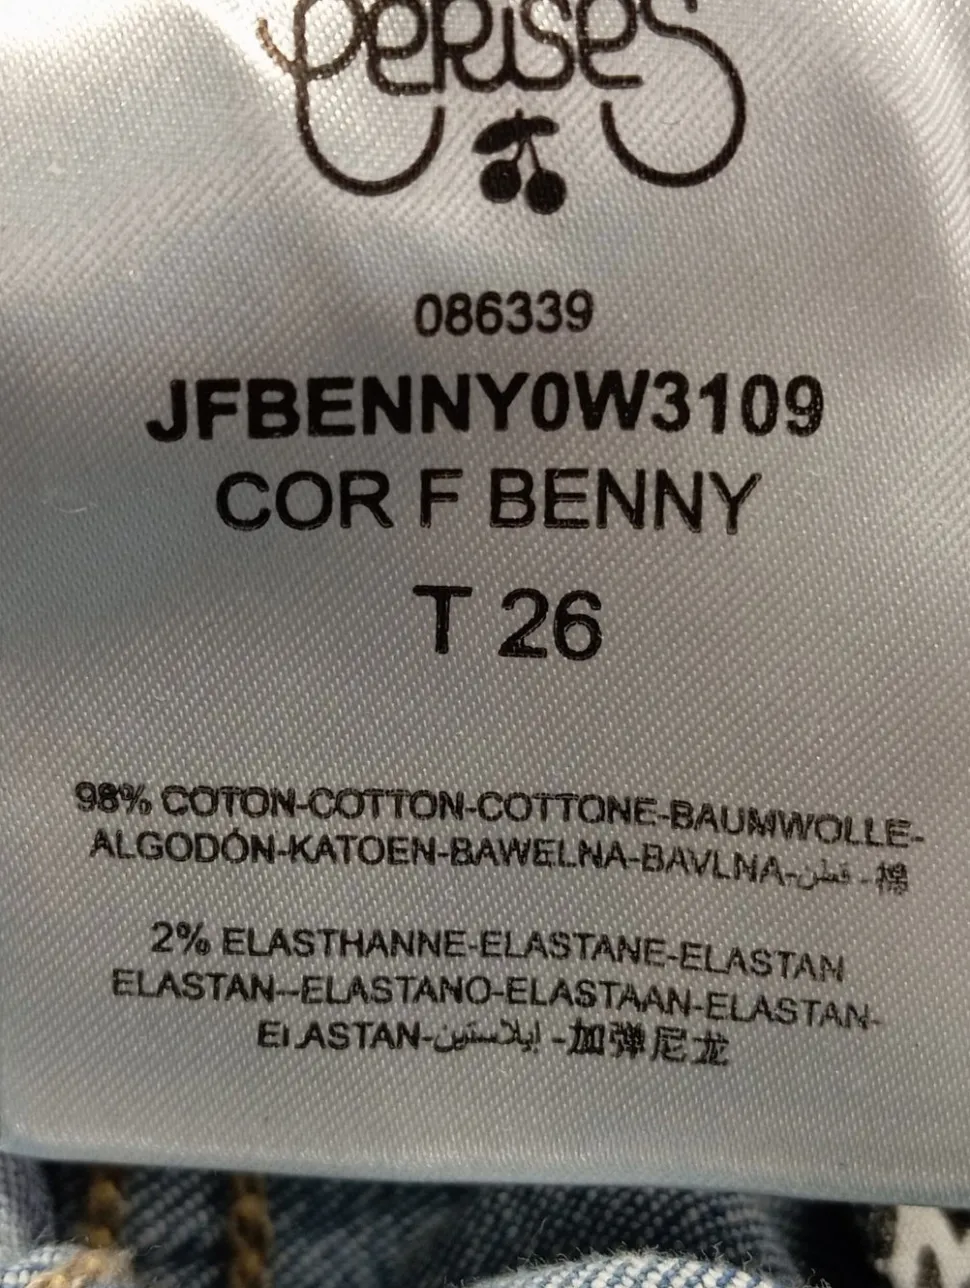 Cerises
086339
JFBENNY0W3109
COR F BENNY
T 26
98% COTON-COTTON-COTTONE-BAUMWOLLE-
ALGODÓN-KATOEN-BAWELNA-BAVLNA-قطن-棉
2% ELASTHANNE-ELASTANE-ELASTAN
ELASTAN--ELASTANO-ELASTAAN-ELASTAN-
ELASTAN-إيلاستين-加弹尼龙